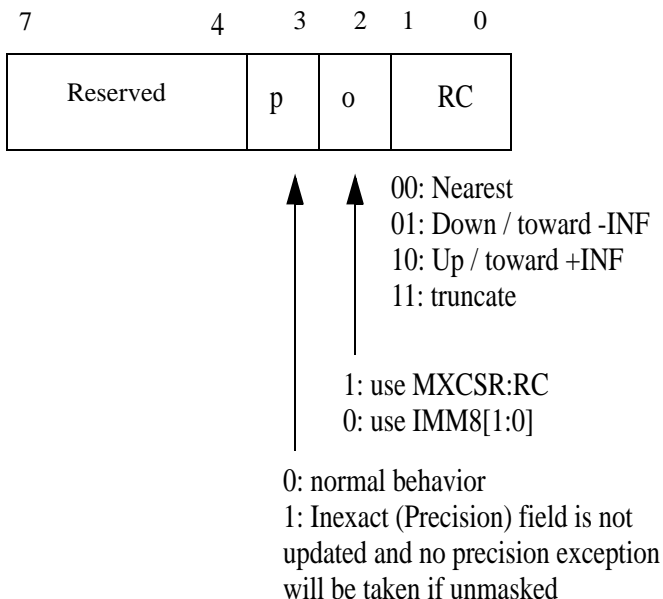 7 4 3 2 1 0
Reserved p o RC
00: Nearest
01: Down / toward -INF
10: Up / toward +INF
11: truncate
1: use MXCSR:RC
0: use IMM8[1:0]
0: normal behavior
1: Inexact (Precision) field is not
updated and no precision exception
will be taken if unmasked